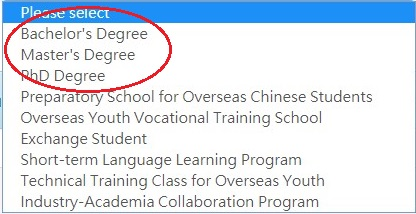 Please select
Bachelor's Degree
Master's Degree
PhD Degree
Preparatory School for Overseas Chinese Students
Overseas Youth Vocational Training School
Exchange Student
Short-term Language Learning Program
Technical Training Class for Overseas Youth
Industry-Academia Collaboration Program